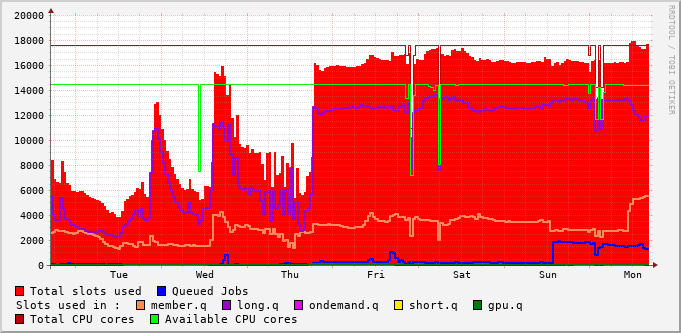 RRDTOOL / TOBI OETIKER
20000
18000
16000
14000
12000
10000
8000
6000
4000
2000
0
Tue Wed Thu Fri Sat Sun Mon
Total slots used Queued Jobs
Slots used in : member.q long.q ondemand.q short.q gpu.q
Total CPU cores Available CPU cores